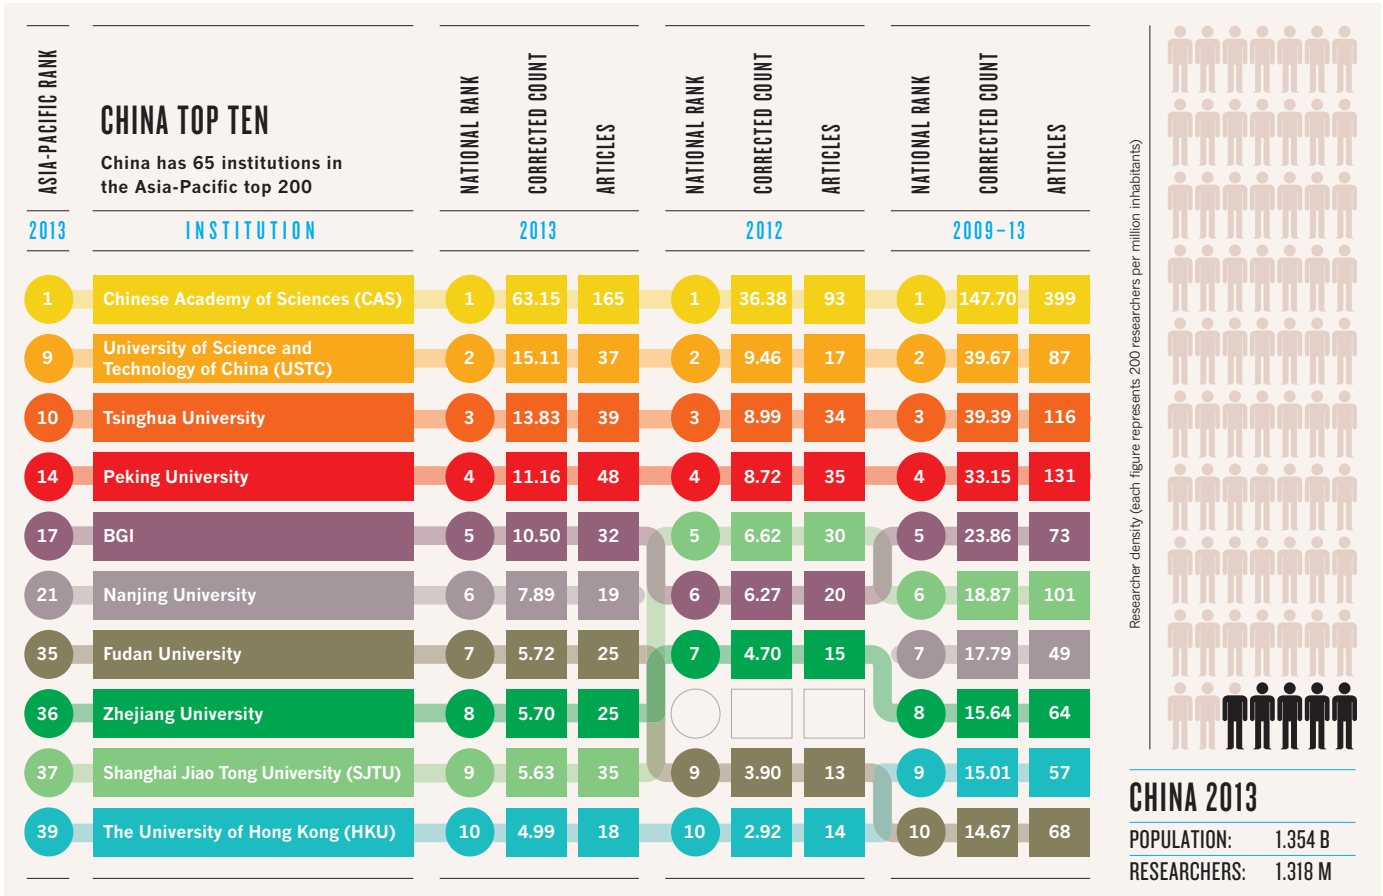 ASIA-PACIFIC RANK
CHINA TOP TEN
China has 65 institutions in
the Asia-Pacific top 200
NATIONAL RANK
CORRECTED COUNT
ARTICLES
NATIONAL RANK
CORRECTED COUNT
ARTICLES
NATIONAL RANK
CORRECTED COUNT
ARTICLES
2013 INSTITUTION 2013 2012 2009–13
1 Chinese Academy of Sciences (CAS) 1 63.15 165 1 36.38 93 1 147.70 399
9 University of Science and
Technology of China (USTC) 2 15.11 37 2 9.46 17 2 39.67 87
10 Tsinghua University 3 13.83 39 3 8.99 34 3 39.39 116
14 Peking University 4 11.16 48 4 8.72 35 4 33.15 131
17 BGI 5 10.50 32 5 6.62 30 5 23.86 73
21 Nanjing University 6 7.89 19 6 6.27 20 6 18.87 101
35 Fudan University 7 5.72 25 7 4.70 15 7 17.79 49
36 Zhejiang University 8 5.70 25 8 15.64 64
37 Shanghai Jiao Tong University (SJTU) 9 5.63 35 9 3.90 13 9 15.01 57
39 The University of Hong Kong (HKU) 10 4.99 18 10 2.92 14 10 14.67 68
Researcher density (each figure represents 200 researchers per million inhabitants)
CHINA 2013
POPULATION: 1.354 B
RESEARCHERS: 1.318 M